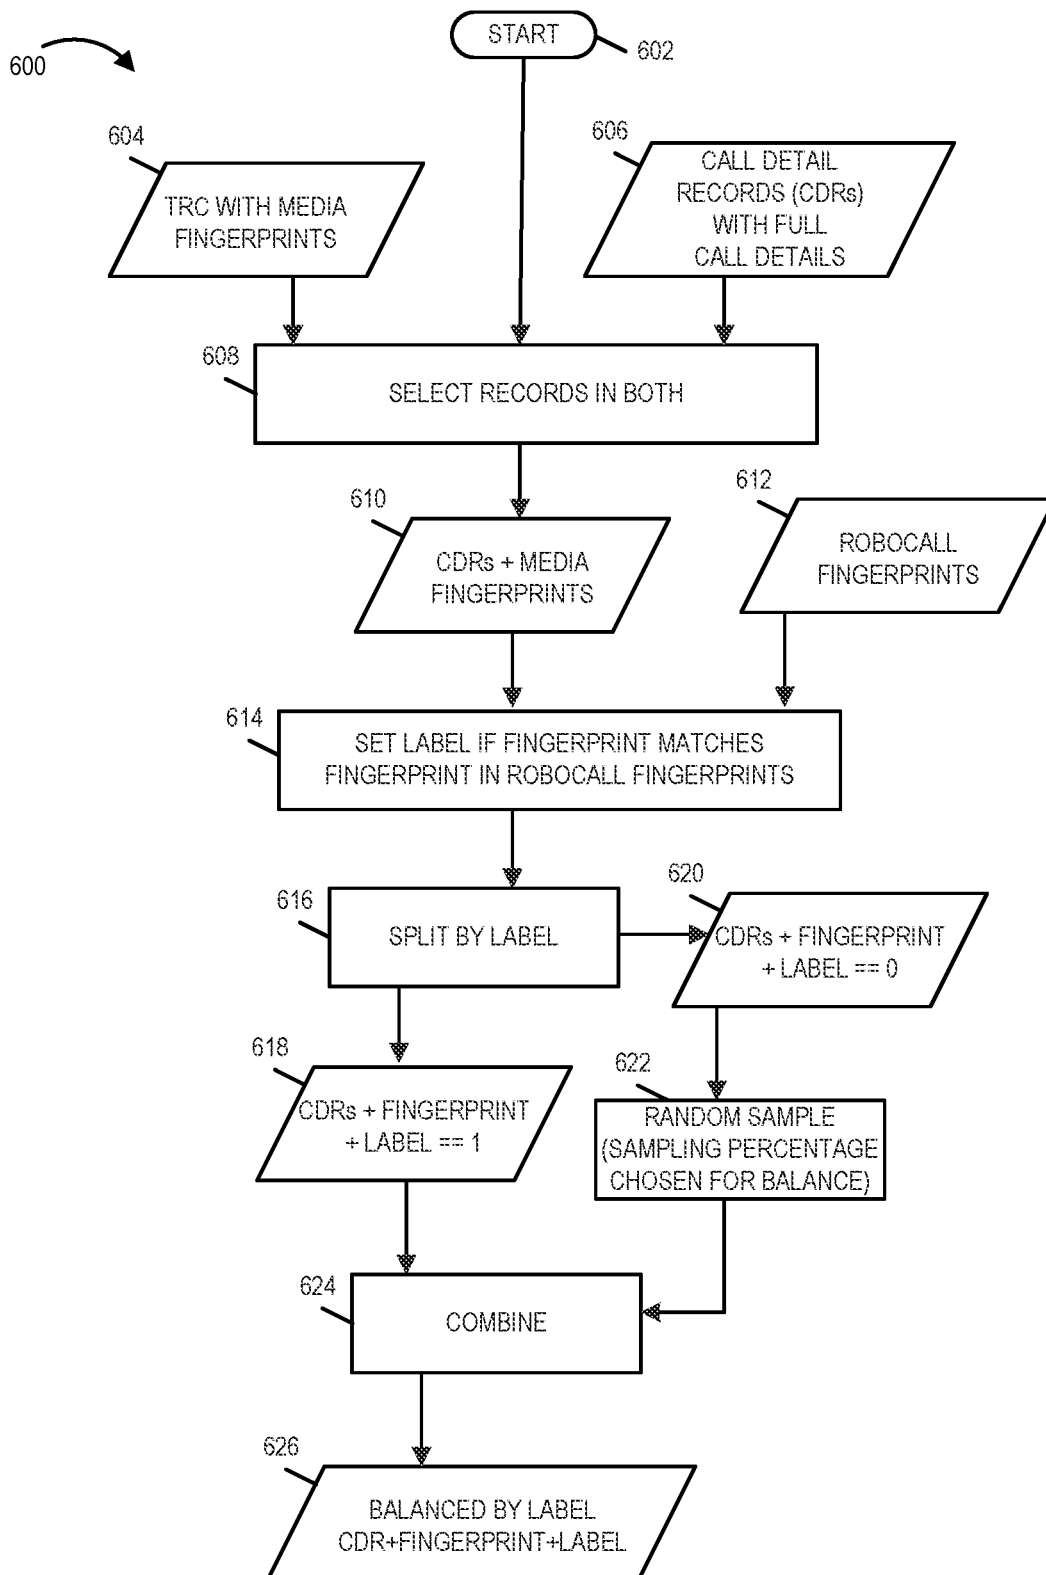 START
602
600
604
606
TRC WITH MEDIA
FINGERPRINTS
CALL DETAIL
RECORDS (CDRs)
WITH FULL
CALL DETAILS
608
SELECT RECORDS IN BOTH
610
612
CDRs + MEDIA
FINGERPRINTS
ROBOCALL
FINGERPRINTS
614
SET LABEL IF FINGERPRINT MATCHES
FINGERPRINT IN ROBOCALL FINGERPRINTS
616
SPLIT BY LABEL
620
CDRs + FINGERPRINT
+ LABEL == 0
618
CDRs + FINGERPRINT
+ LABEL == 1
622
RANDOM SAMPLE
(SAMPLING PERCENTAGE
CHOSEN FOR BALANCE)
624
COMBINE
626
BALANCED BY LABEL
CDR+FINGERPRINT+LABEL